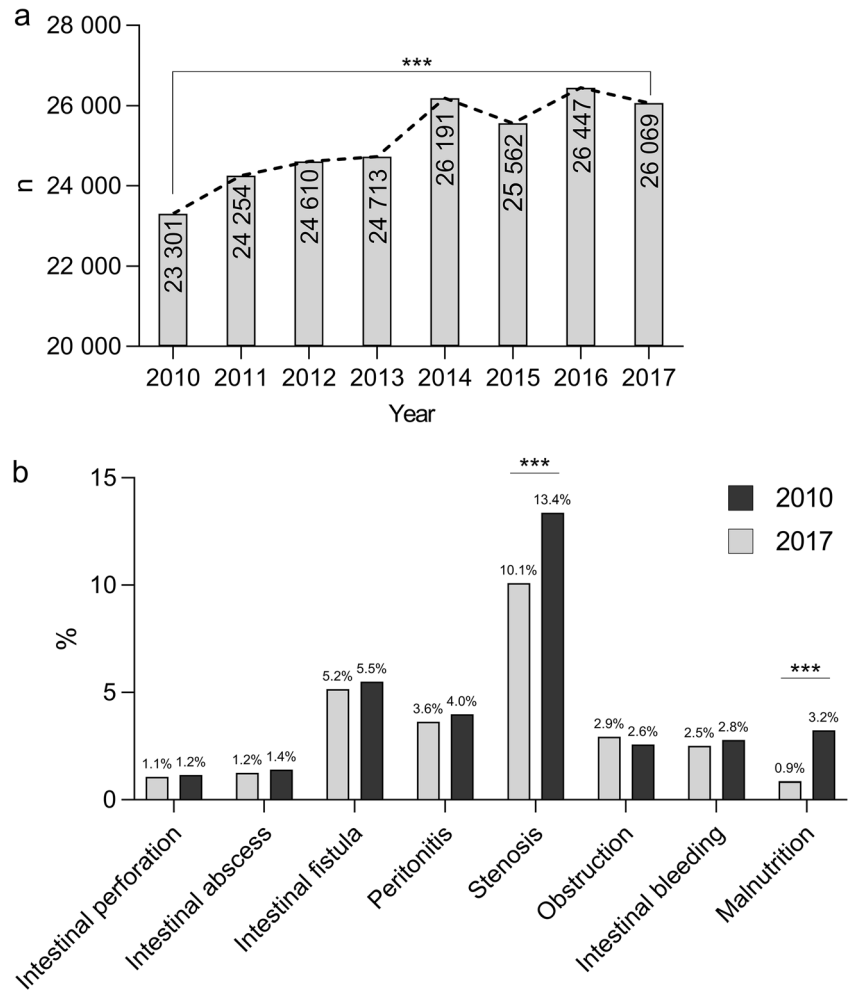 a
28 000
26 000
24 000
22 000
20 000
n
***
23 301
24 254
24 610
24 713
26 191
25 562
26 447
26 069
2010 2011 2012 2013 2014 2015 2016 2017
Year
b
15
10
5
0
%
2010
2017
***
***
1.1% 1.2%
1.2% 1.4%
5.2% 5.5%
3.6% 4.0%
10.1% 13.4%
2.9% 2.6%
2.5% 2.8%
0.9% 3.2%
Intestinal perforation
Intestinal abscess
Intestinal fistula
Peritonitis
Stenosis
Obstruction
Intestinal bleeding
Malnutrition